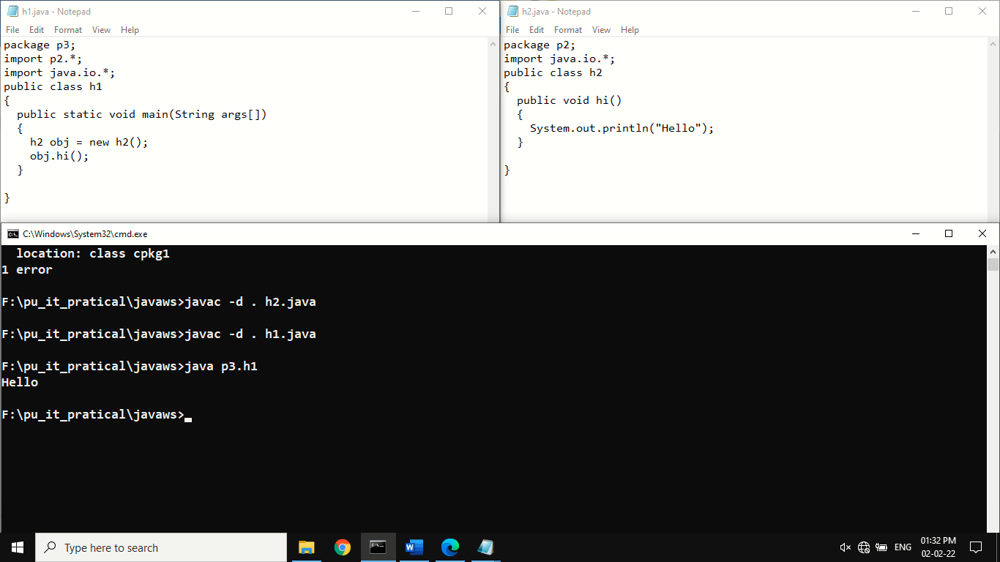 h1.java - Notepad
File Edit Format View Help
package p3;
import p2.*;
import java.io.*;
public class h1
{
  public static void main(String args[])
  {
    h2 obj = new h2();
    obj.hi();
  }

}
h2.java - Notepad
File Edit Format View Help
package p2;
import java.io.*;
public class h2
{
  public void hi()
  {
    System.out.println("Hello");
  }

}
C:\Windows\System32\cmd.exe
  location: class cpkg1
1 error

F:\pu_it_pratical\javaws>javac -d . h2.java

F:\pu_it_pratical\javaws>javac -d . h1.java

F:\pu_it_pratical\javaws>java p3.h1
Hello

F:\pu_it_pratical\javaws>
Type here to search
ENG
01:32 PM
02-02-22